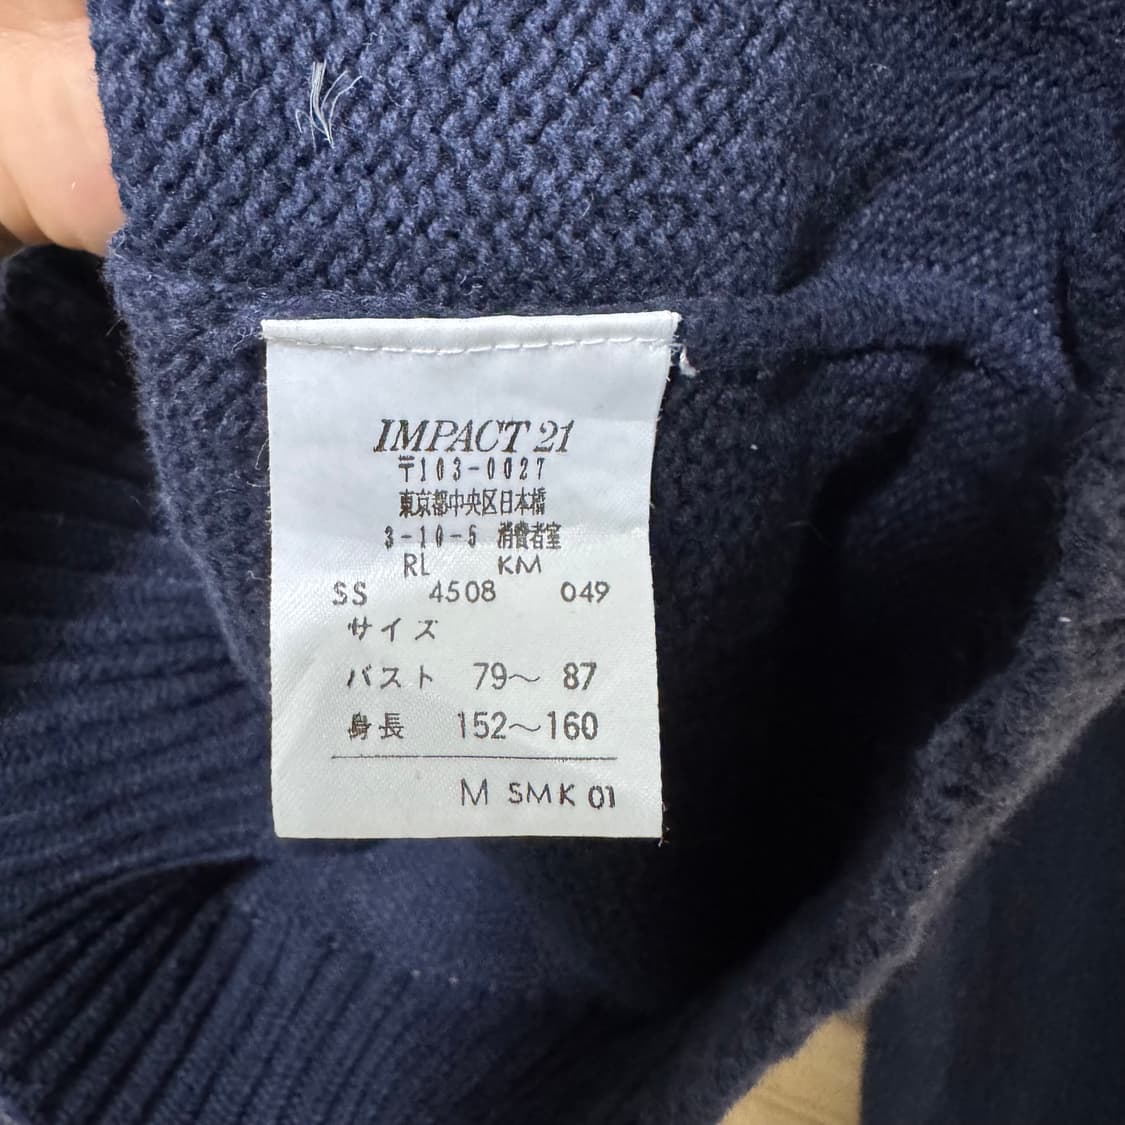 IMPACT 21
〒103-0027
東京都中央区日本橋
3-10-5 消費者室
RL KM
SS 4508 049
サイズ
バスト 79〜 87
身長 152〜160
M SMK 01